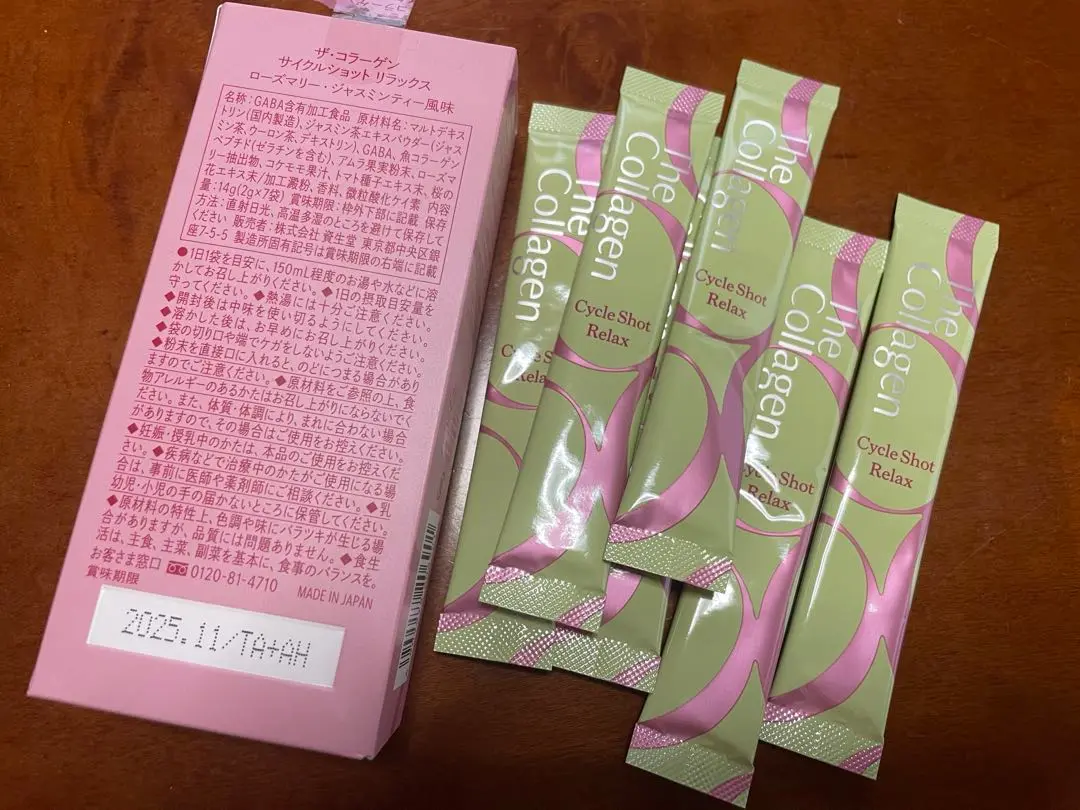 ザ・コラーゲン
サイクルショット リラックス
ローズマリー・ジャスミンティー風味
名称：GABA含有加工食品 原材料名：マルトデキス
トリン(国内製造)、ジャスミン茶エキスパウダー(ジャス
ミン茶、ウーロン茶、デキストリン)、GABA、魚コラーゲン
ペプチド(ゼラチンを含む)、アムラ果実粉末、ローズマ
リー抽出物、コケモモ果汁、トマト種子エキス末、桜の
花エキス末/加工澱粉、香料、微粒酸化ケイ素 内容
量：14g(2g×7袋) 賞味期限：枠外下部に記載 保存
方法：直射日光、高温多湿のところを避けて保存して
ください 販売者：株式会社 資生堂 東京都中央区銀
座7-5-5 製造所固有記号は賞味期限の右端に記載
●1日1袋を目安に、150mL程度のお湯や水などに溶
かしてお召し上がりください。◆1日の摂取目安量を
守ってください。◆熱湯には十分ご注意ください。
◆開封後は中味を使い切るようにしてください。
◆溶かした後は、お早めにお召し上がりください。
◆袋の切り口や端でケガをしないようご注意ください。
◆粉末を直接口に入れると、のどにつまる場合があり
ますのでご注意ください。◆原材料をご参照の上、食
物アレルギーのあるかたはお召し上がりにならないでく
ださい。また、体質・体調により、まれに合わない場合
がありますので、その場合はご使用をお控えください。
◆妊娠・授乳中のかたは、本品のご使用をお控えくだ
さい。◆疾病などで治療中のかたがご使用になる場
合は、事前に医師や薬剤師にご相談ください。◆乳
幼児・小児の手の届かないところに保管してください。
◆原材料の特性上、色調や味にバラツキが生じる場
合がありますが、品質には問題ありません。◆食生
活は、主食、主菜、副菜を基本に、食事のバランスを。
お客さま窓口 0120-81-4710
賞味期限 MADE IN JAPAN
2025.11/TA+AH
The
Collagen
Cycle S
Rela
The
Collagen
Cycle Shot
Relax
The
Collagen
Cycle Shot
Relax
The
Collagen
ycle Shot
Relax
The
Collagen
Cycle Shot
Relax